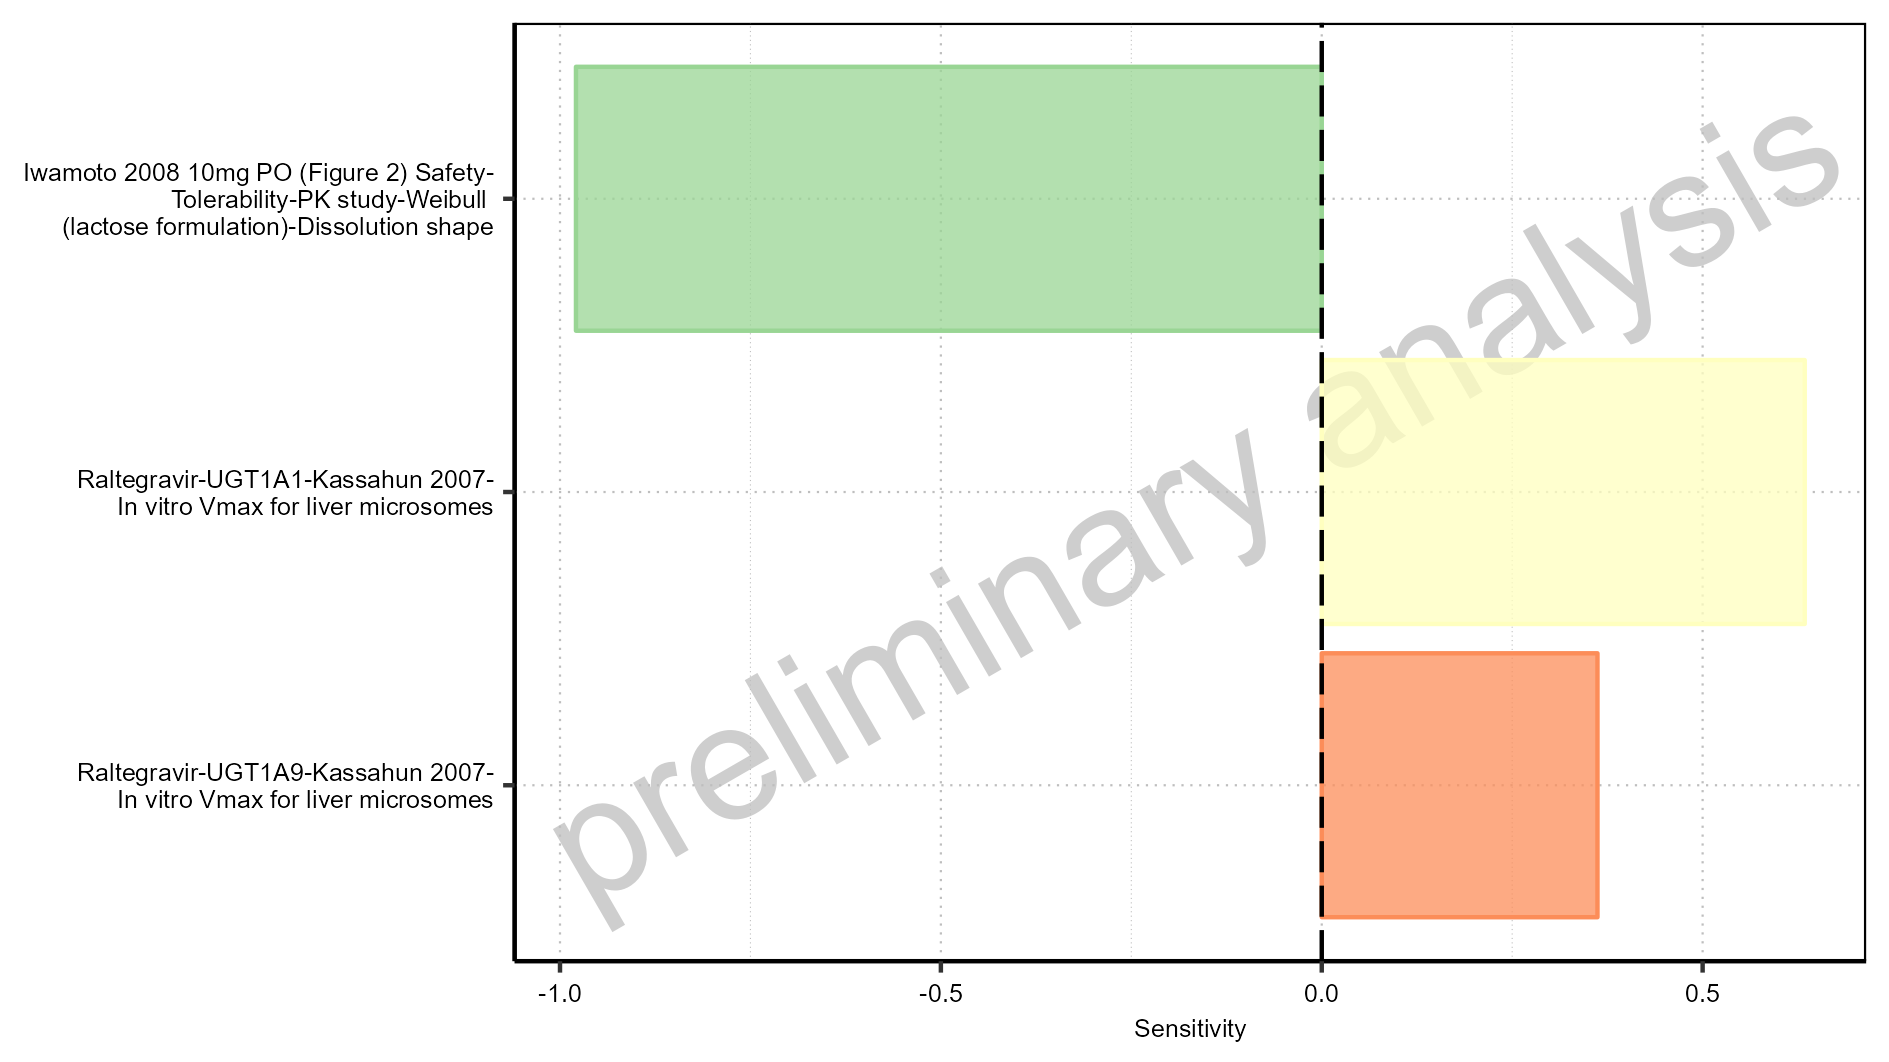 Iwamoto 2008 10mg PO (Figure 2) Safety-
Tolerability-PK study-Weibull
(lactose formulation)-Dissolution shape
Raltegravir-UGT1A1-Kassahun 2007-
In vitro Vmax for liver microsomes
Raltegravir-UGT1A9-Kassahun 2007-
In vitro Vmax for liver microsomes
preliminary analysis
-1.0 -0.5 0.0 0.5
Sensitivity